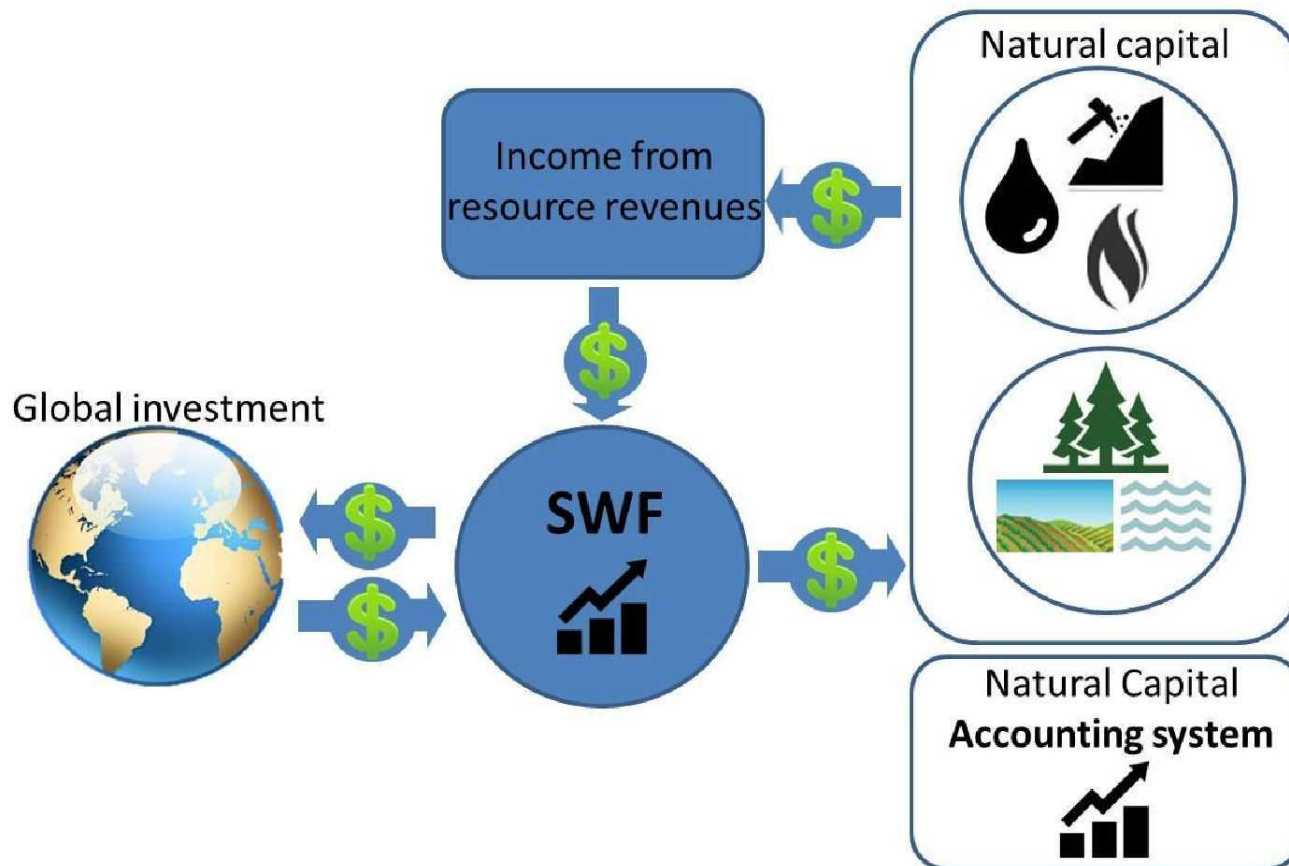 Natural capital
Income from
resource revenues
$
$
Global investment
$
$
SWF
$
Natural Capital
Accounting system